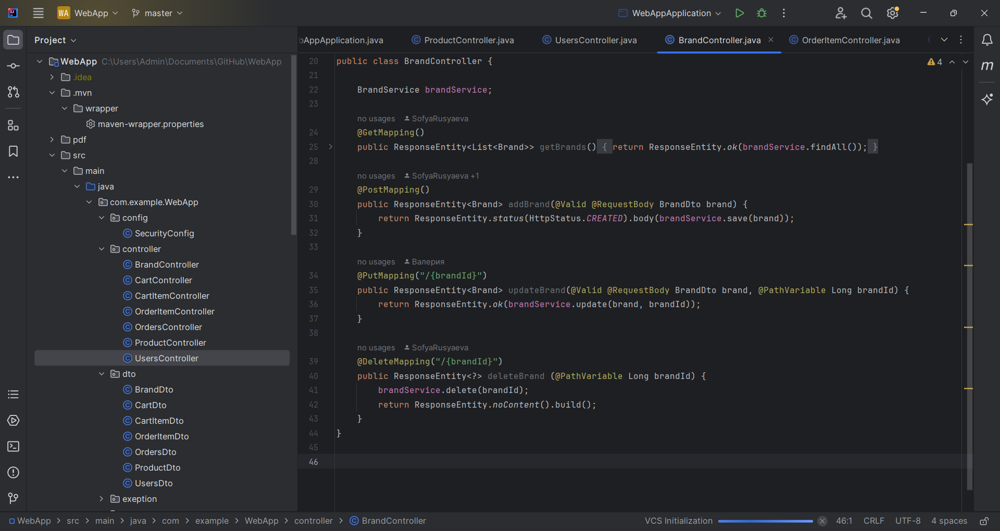 WA WebApp master WebAppApplication
Project
bAppApplication.java ProductController.java UsersController.java BrandController.java OrderItemController.java
WebApp C:\Users\Admin\Documents\GitHub\WebApp
.idea
.mvn
wrapper
maven-wrapper.properties
pdf
src
main
java
com.example.WebApp
config
SecurityConfig
controller
BrandController
CartController
CartItemController
OrderItemController
OrdersController
ProductController
UsersController
dto
BrandDto
CartDto
CartItemDto
OrderItemDto
OrdersDto
ProductDto
UsersDto
exeption
4
m
20 public class BrandController {
21
22 BrandService brandService;
23
no usages SofyaRusyaeva
24 @GetMapping()
25 public ResponseEntity<List<Brand>> getBrands() { return ResponseEntity.ok(brandService.findAll()); }
28
no usages SofyaRusyaeva +1
29 @PostMapping()
30 public ResponseEntity<Brand> addBrand(@Valid @RequestBody BrandDto brand) {
31 return ResponseEntity.status(HttpStatus.CREATED).body(brandService.save(brand));
32 }
33
no usages Валерия
34 @PutMapping("/{brandId}")
35 public ResponseEntity<Brand> updateBrand(@Valid @RequestBody BrandDto brand, @PathVariable Long brandId) {
36 return ResponseEntity.ok(brandService.update(brand, brandId));
37 }
38
no usages SofyaRusyaeva
39 @DeleteMapping("/{brandId}")
40 public ResponseEntity<?> deleteBrand (@PathVariable Long brandId) {
41 brandService.delete(brandId);
42 return ResponseEntity.noContent().build();
43 }
44 }
45
46
WebApp > src > main > java > com > example > WebApp > controller > BrandController
VCS Initialization 46:1 CRLF UTF-8 4 spaces